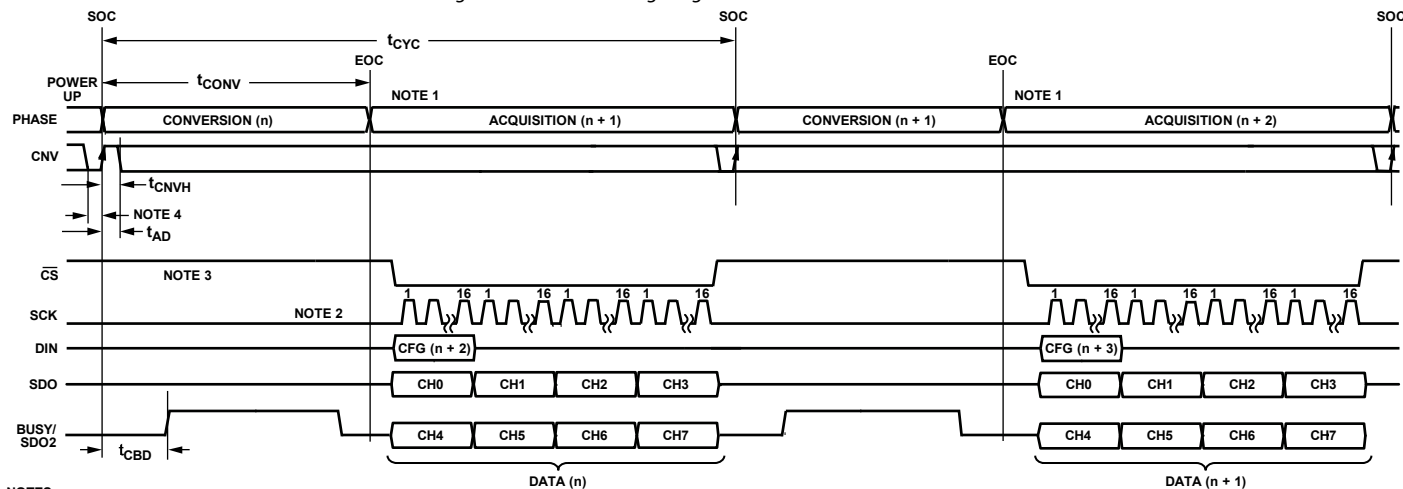 SOC SOC SOC
tCYC
EOC EOC
tCONV
POWER UP
NOTE 1 NOTE 1
PHASE CONVERSION (n) ACQUISITION (n + 1) CONVERSION (n + 1) ACQUISITION (n + 2)
CNV
tCNVH
NOTE 4
tAD
CS NOTE 3
1 16 1 16 1 16 1 16 1 16 1 16 1 16 1 16
SCK NOTE 2
DIN CFG (n + 2) CFG (n + 3)
SDO CH0 CH1 CH2 CH3 CH0 CH1 CH2 CH3
BUSY/
SDO2 CH4 CH5 CH6 CH7 CH4 CH5 CH6 CH7
tCBD
DATA (n) DATA (n + 1)